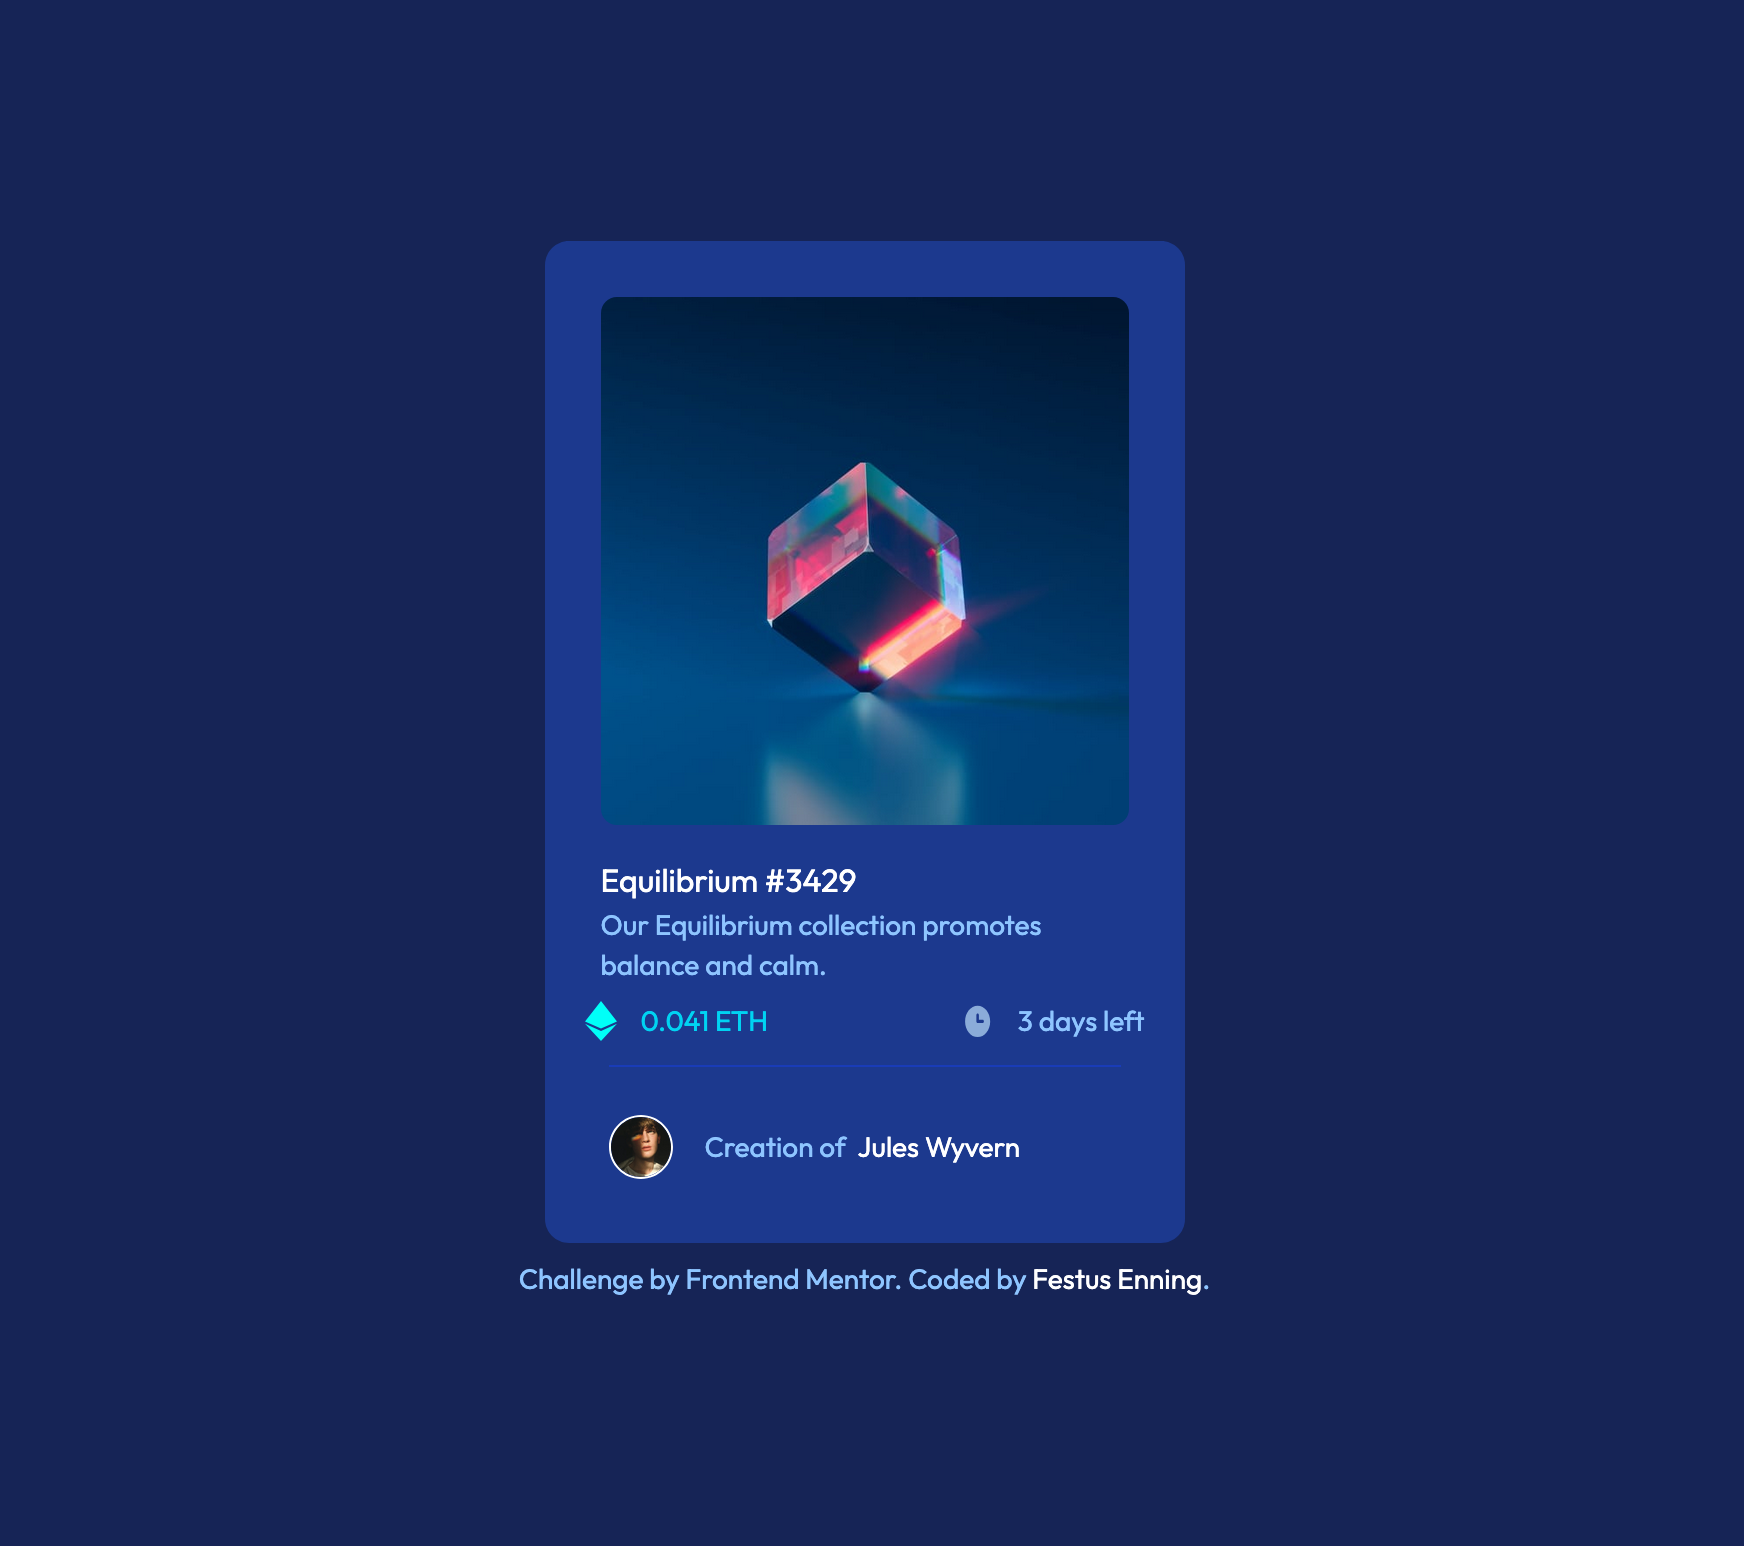 Equilibrium #3429
Our Equilibrium collection promotes
balance and calm.
0.041 ETH
3 days left
Creation of Jules Wyvern
Challenge by Frontend Mentor. Coded by Festus Enning.